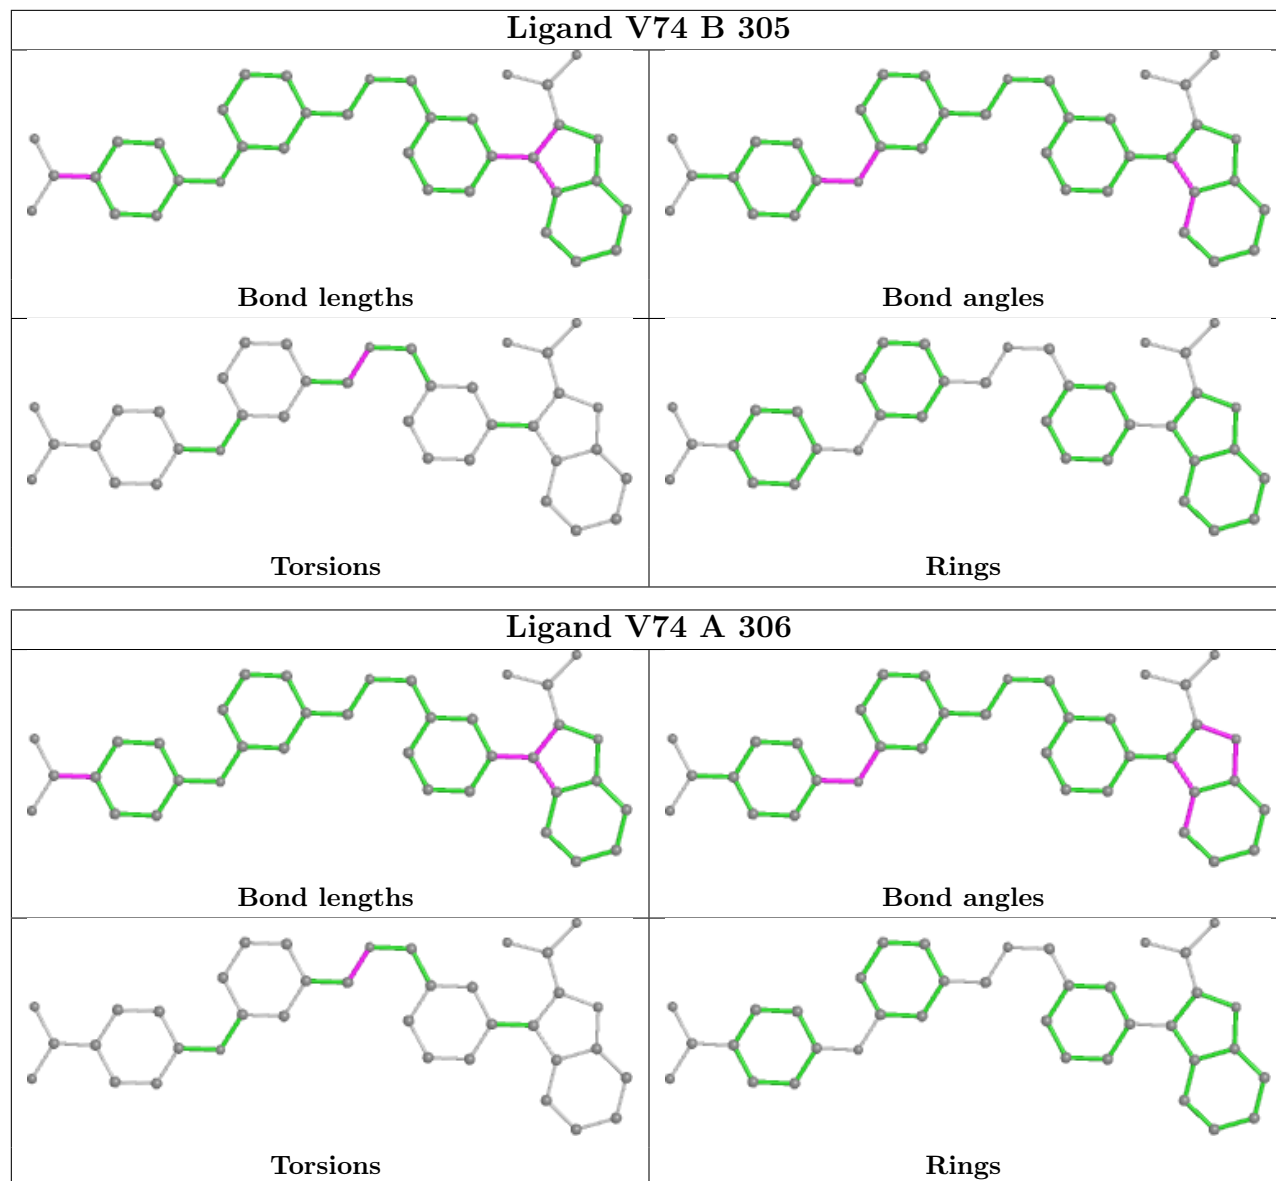 Ligand V74 B 305
Bond lengths
Bond angles
Torsions
Rings
Ligand V74 A 306
Bond lengths
Bond angles
Torsions
Rings